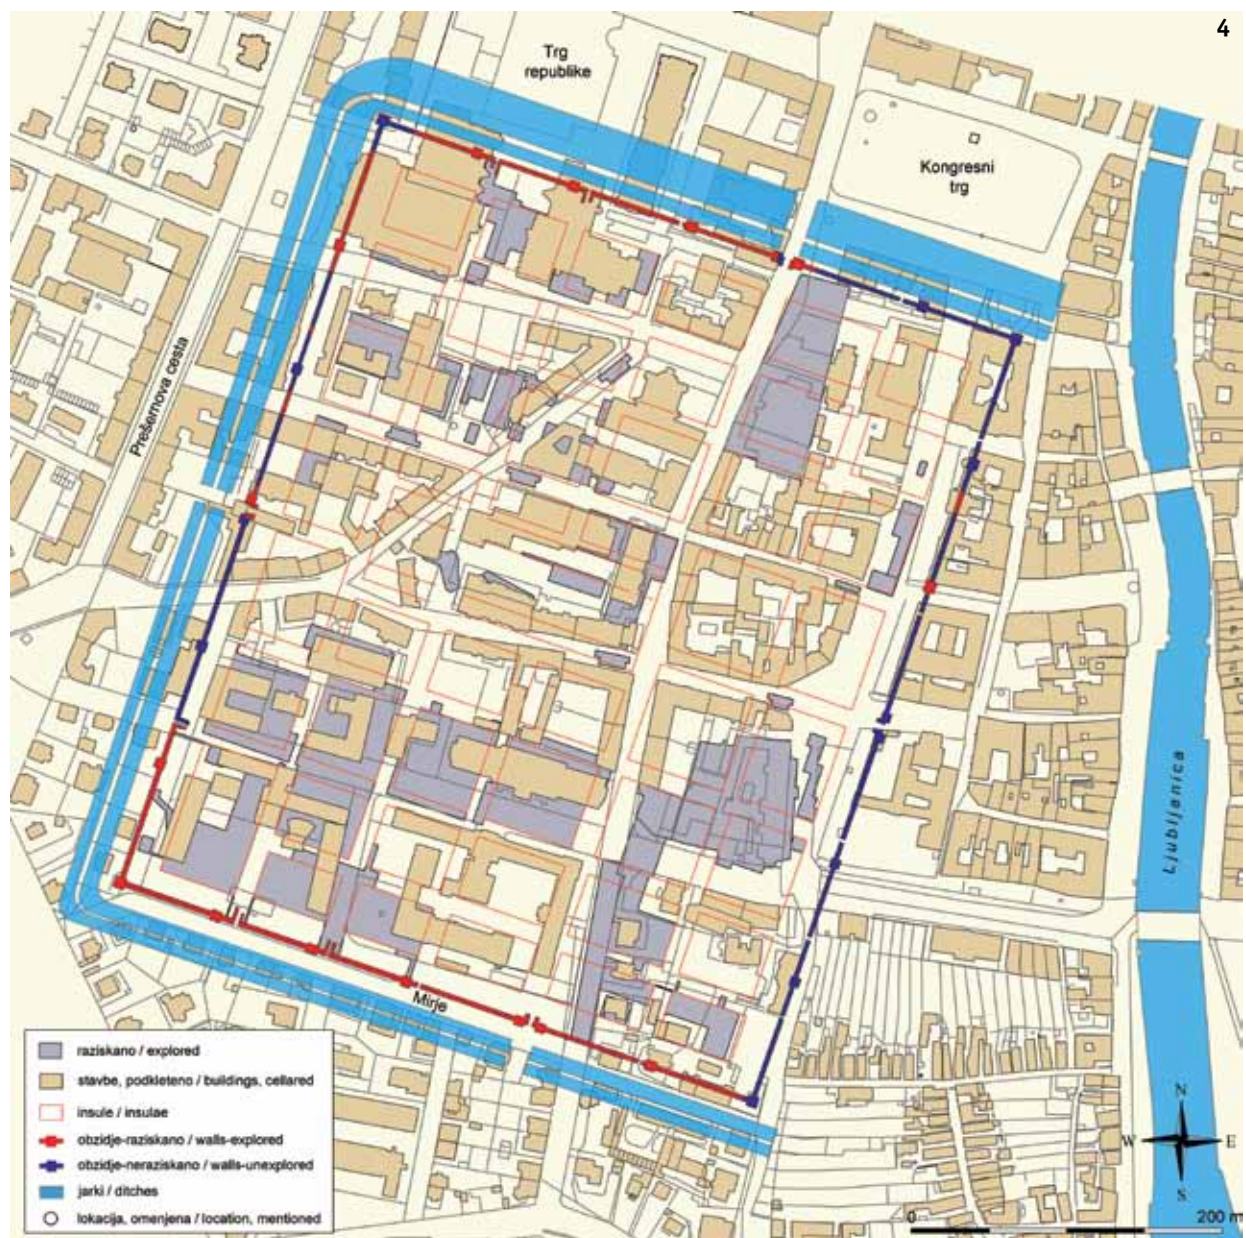 4
Trg
republike
Kongresni
trg
Prešernova cesta
Ljubljanica
Mirje
raziskano / explored
stavbe, podkleteno / buildings, cellared
insule / insulae
obzidje-raziskano / walls-explored
obzidje-neraziskano / walls-unexplored
jarki / ditches
lokacija, omenjena / location, mentioned
N
W E
S
0 200 m